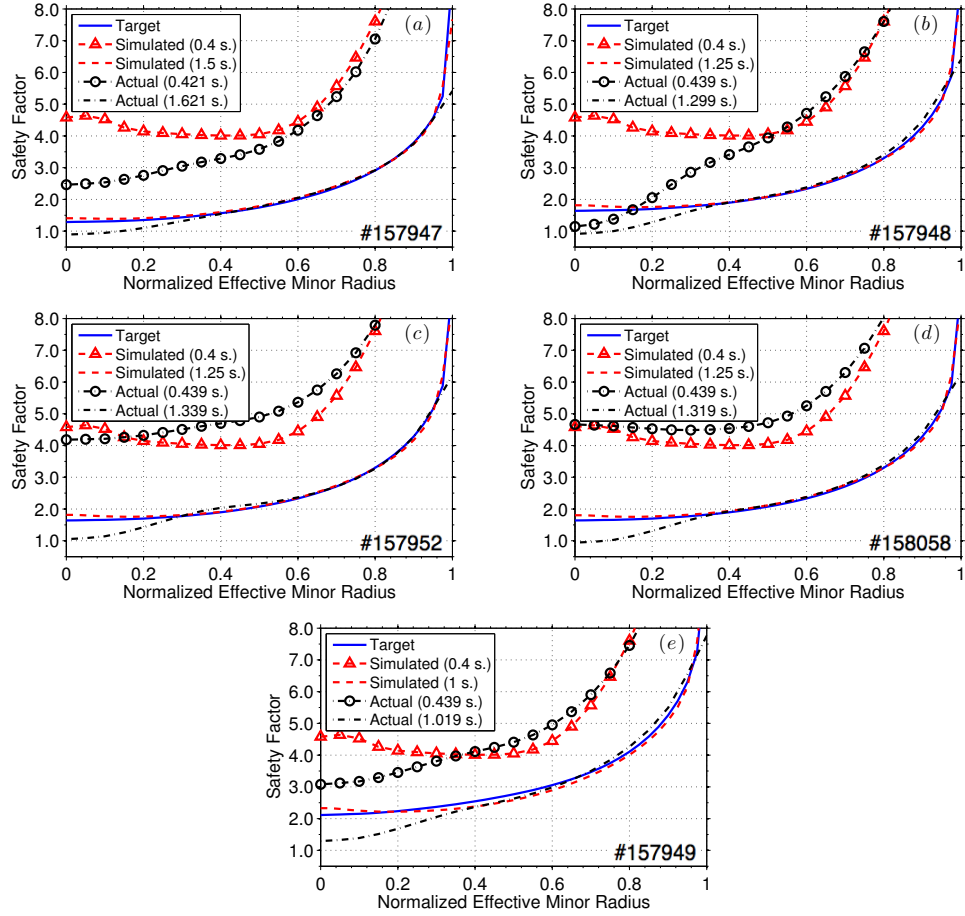 (a)
Target
Simulated (0.4 s.)
Simulated (1.5 s.)
Actual (0.421 s.)
Actual (1.621 s.)
8.0
7.0
6.0
5.0
4.0
3.0
2.0
1.0
Safety Factor
#157947
0 0.2 0.4 0.6 0.8 1
Normalized Effective Minor Radius
(b)
Target
Simulated (0.4 s.)
Simulated (1.25 s.)
Actual (0.439 s.)
Actual (1.299 s.)
8.0
7.0
6.0
5.0
4.0
3.0
2.0
1.0
Safety Factor
#157948
0 0.2 0.4 0.6 0.8 1
Normalized Effective Minor Radius
(c)
Target
Simulated (0.4 s.)
Simulated (1.25 s.)
Actual (0.439 s.)
Actual (1.339 s.)
8.0
7.0
6.0
5.0
4.0
3.0
2.0
1.0
Safety Factor
#157952
0 0.2 0.4 0.6 0.8 1
Normalized Effective Minor Radius
(d)
Target
Simulated (0.4 s.)
Simulated (1.25 s.)
Actual (0.439 s.)
Actual (1.319 s.)
8.0
7.0
6.0
5.0
4.0
3.0
2.0
1.0
Safety Factor
#158058
0 0.2 0.4 0.6 0.8 1
Normalized Effective Minor Radius
(e)
Target
Simulated (0.4 s.)
Simulated (1 s.)
Actual (0.439 s.)
Actual (1.019 s.)
8.0
7.0
6.0
5.0
4.0
3.0
2.0
1.0
Safety Factor
#157949
0 0.2 0.4 0.6 0.8 1
Normalized Effective Minor Radius